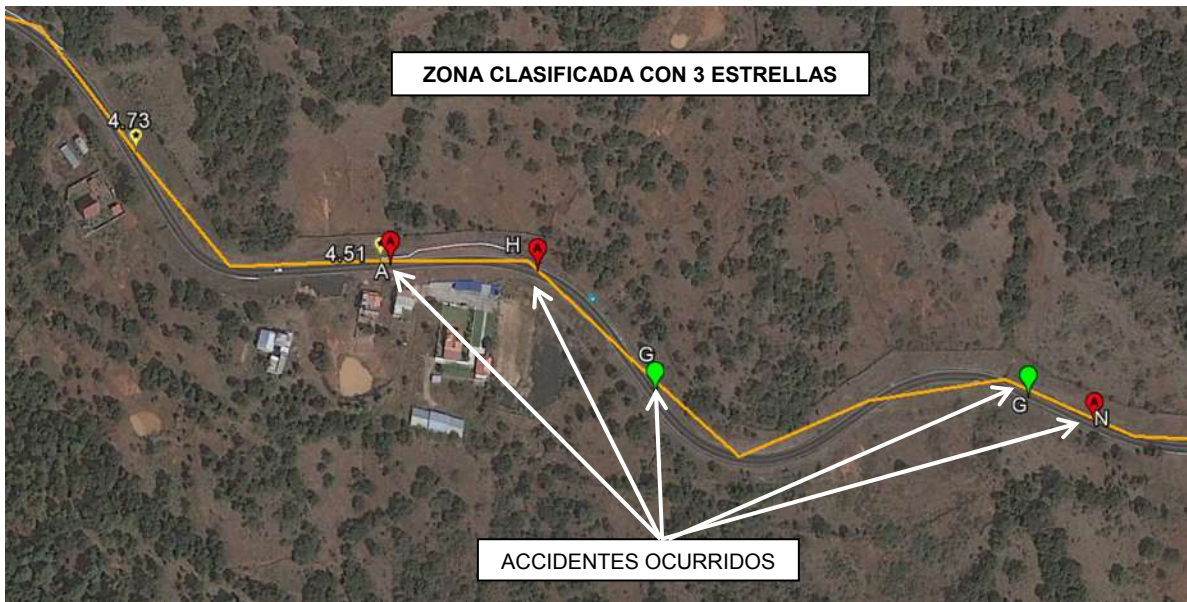 ZONA CLASIFICADA CON 3 ESTRELLAS
4.73
4.51
A
A
H
A
G
G
A
N
ACCIDENTES OCURRIDOS